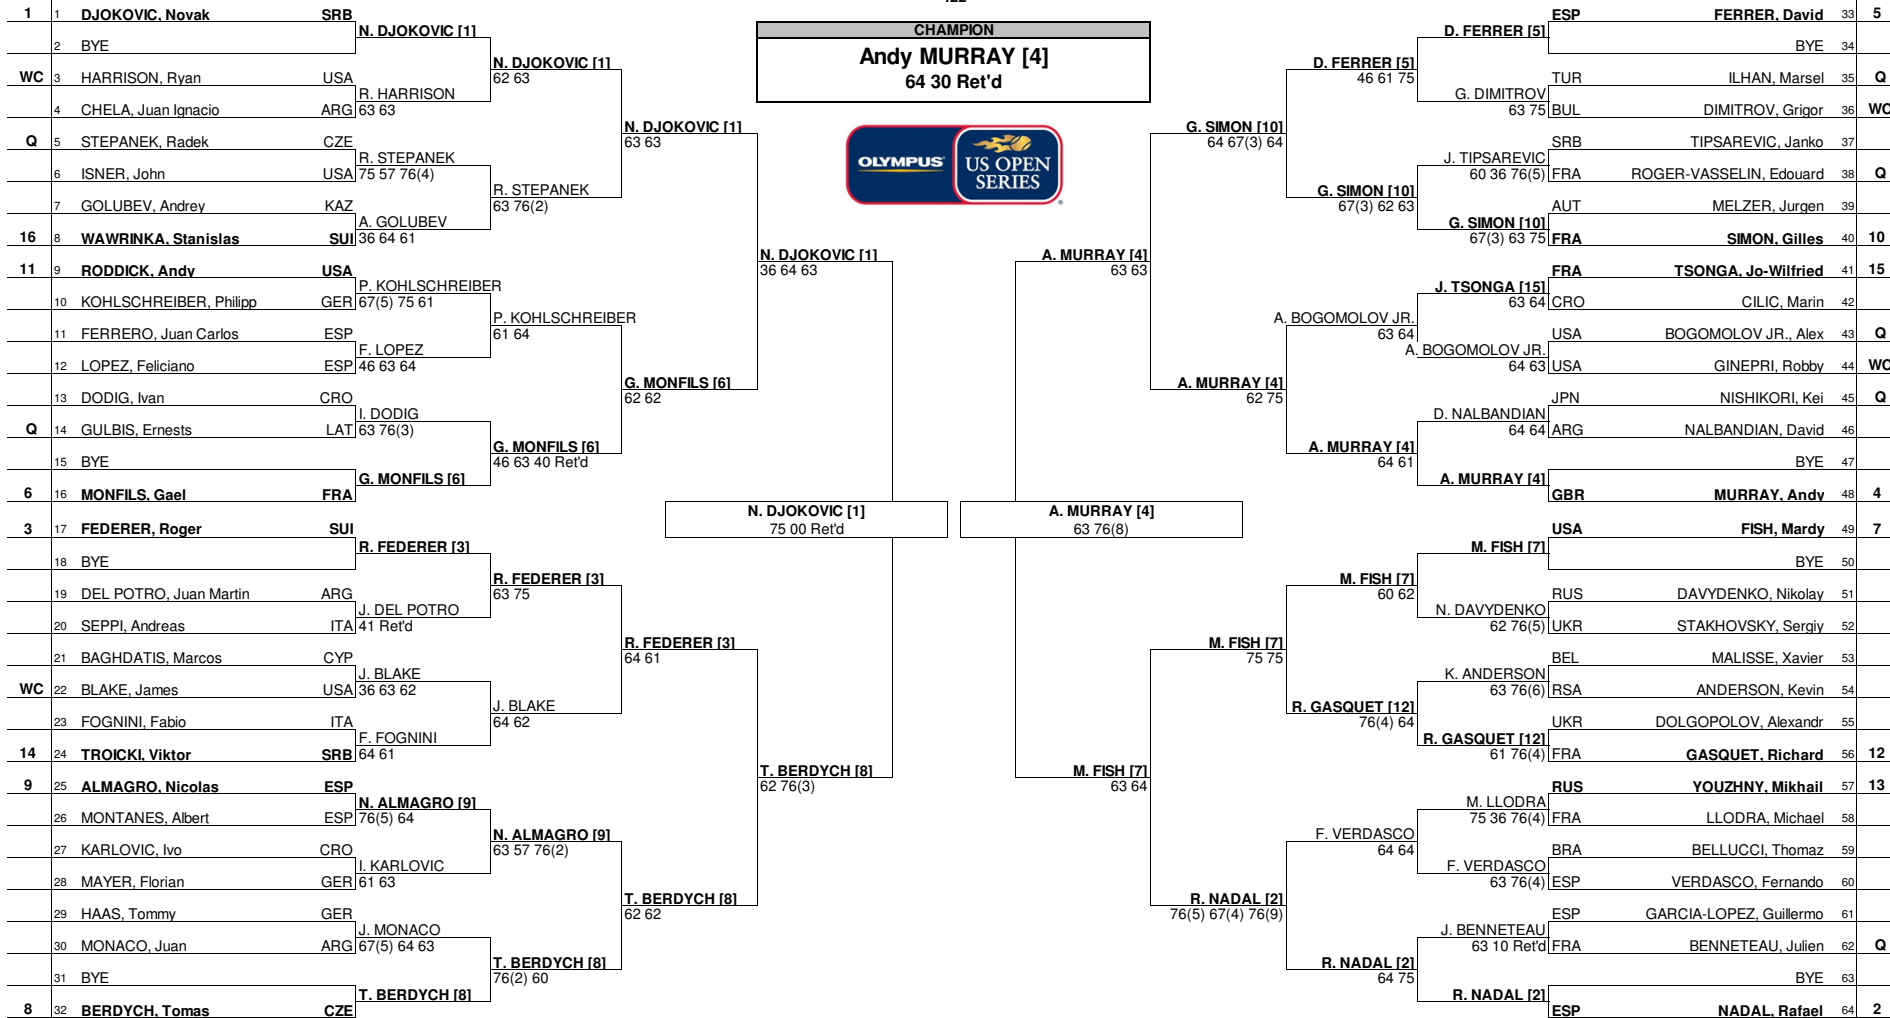 1 1 DJOKOVIC, Novak SRB
2 BYE
WC 3 HARRISON, Ryan USA
4 CHELA, Juan Ignacio ARG
Q 5 STEPANEK, Radek CZE
6 ISNER, John USA
7 GOLUBEV, Andrey KAZ
16 8 WAWRINKA, Stanislas SUI
11 9 RODDICK, Andy USA
10 KOHLSCHREIBER, Philipp GER
11 FERRERO, Juan Carlos ESP
12 LOPEZ, Feliciano ESP
13 DODIG, Ivan CRO
Q 14 GULBIS, Ernests LAT
15 BYE
6 16 MONFILS, Gael FRA
3 17 FEDERER, Roger SUI
18 BYE
19 DEL POTRO, Juan Martin ARG
20 SEPPI, Andreas ITA
21 BAGHDATIS, Marcos CYP
WC 22 BLAKE, James USA
23 FOGNINI, Fabio ITA
14 24 TROICKI, Viktor SRB
9 25 ALMAGRO, Nicolas ESP
26 MONTANES, Albert ESP
27 KARLOVIC, Ivo CRO
28 MAYER, Florian GER
29 HAAS, Tommy GER
30 MONACO, Juan ARG
31 BYE
8 32 BERDYCH, Tomas CZE
N. DJOKOVIC [1]
R. HARRISON
63 63
R. STEPANEK
75 57 76(4)
A. GOLUBEV
36 64 61
P. KOHLSCHREIBER
67(5) 75 61
F. LOPEZ
46 63 64
I. DODIG
63 76(3)
G. MONFILS [6]
R. FEDERER [3]
J. DEL POTRO
41 Ret'd
J. BLAKE
36 63 62
F. FOGNINI
64 61
N. ALMAGRO [9]
76(5) 64
I. KARLOVIC
61 63
J. MONACO
67(5) 64 63
T. BERDYCH [8]
N. DJOKOVIC [1]
62 63
R. STEPANEK
63 76(2)
P. KOHLSCHREIBER
61 64
G. MONFILS [6]
46 63 40 Ret'd
R. FEDERER [3]
63 75
J. BLAKE
64 62
N. ALMAGRO [9]
63 57 76(2)
T. BERDYCH [8]
76(2) 60
N. DJOKOVIC [1]
63 63
G. MONFILS [6]
62 62
R. FEDERER [3]
64 61
T. BERDYCH [8]
62 62
N. DJOKOVIC [1]
36 64 63
T. BERDYCH [8]
62 76(3)
N. DJOKOVIC [1]
75 00 Ret'd
CHAMPION
Andy MURRAY [4]
64 30 Ret'd
OLYMPUS
US OPEN
SERIES
A. MURRAY [4]
63 76(8)
A. MURRAY [4]
63 63
M. FISH [7]
63 64
G. SIMON [10]
64 67(3) 64
A. MURRAY [4]
62 75
M. FISH [7]
75 75
R. NADAL [2]
76(5) 67(4) 76(9)
D. FERRER [5]
46 61 75
G. SIMON [10]
67(3) 62 63
A. BOGOMOLOV JR.
63 64
A. MURRAY [4]
64 61
M. FISH [7]
60 62
R. GASQUET [12]
76(4) 64
F. VERDASCO
64 64
R. NADAL [2]
64 75
D. FERRER [5]
G. DIMITROV
63 75
J. TIPSAREVIC
60 36 76(5)
G. SIMON [10]
67(3) 63 75
J. TSONGA [15]
63 64
A. BOGOMOLOV JR.
64 63
D. NALBANDIAN
64 64
A. MURRAY [4]
M. FISH [7]
N. DAVYDENKO
62 76(5)
K. ANDERSON
63 76(6)
R. GASQUET [12]
61 76(4)
M. LLODRA
75 36 76(4)
F. VERDASCO
63 76(4)
J. BENNETEAU
63 10 Ret'd
R. NADAL [2]
ESP FERRER, David 33 5
BYE 34
TUR ILHAN, Marsel 35 Q
BUL DIMITROV, Grigor 36 WC
SRB TIPSAREVIC, Janko 37
FRA ROGER-VASSELIN, Edouard 38 Q
AUT MELZER, Jurgen 39
FRA SIMON, Gilles 40 10
FRA TSONGA, Jo-Wilfried 41 15
CRO CILIC, Marin 42
USA BOGOMOLOV JR., Alex 43 Q
USA GINEPRI, Robby 44 WC
JPN NISHIKORI, Kei 45 Q
ARG NALBANDIAN, David 46
BYE 47
GBR MURRAY, Andy 48 4
USA FISH, Mardy 49 7
BYE 50
RUS DAVYDENKO, Nikolay 51
UKR STAKHOVSKY, Sergiy 52
BEL MALISSE, Xavier 53
RSA ANDERSON, Kevin 54
UKR DOLGOPOLOV, Alexandr 55
FRA GASQUET, Richard 56 12
RUS YOUZHNY, Mikhail 57 13
FRA LLODRA, Michael 58
BRA BELLUCCI, Thomaz 59
ESP VERDASCO, Fernando 60
ESP GARCIA-LOPEZ, Guillermo 61
FRA BENNETEAU, Julien 62 Q
BYE 63
ESP NADAL, Rafael 64 2